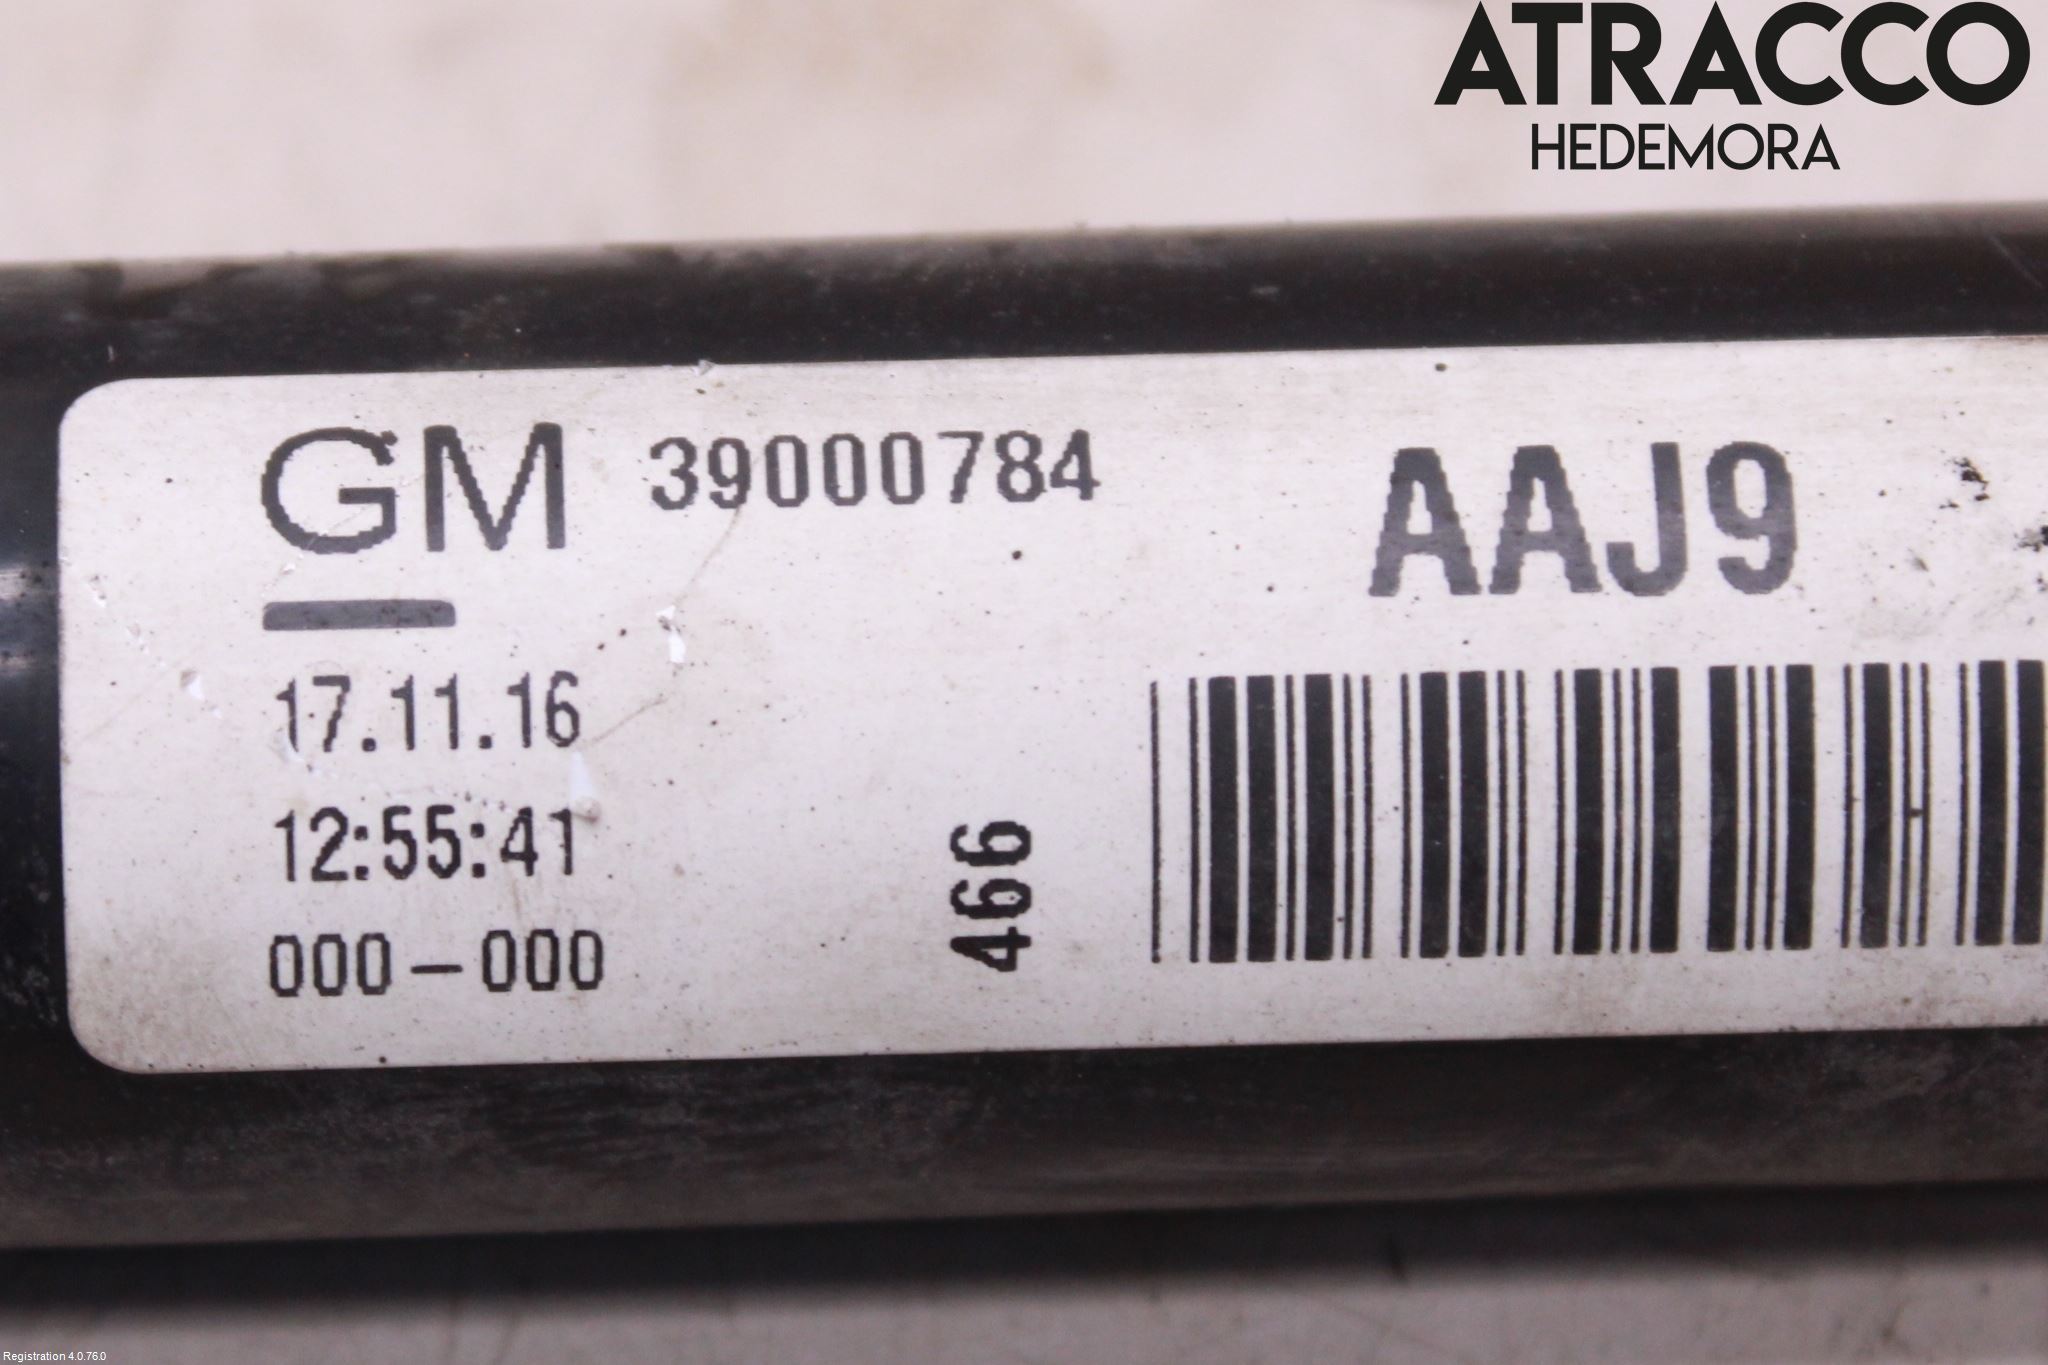 ATRACCO
HEDEMORA
GM 39000784 AAJ9
17.11.16
12:55:41
000-000
466
Registration 4.0.76.0